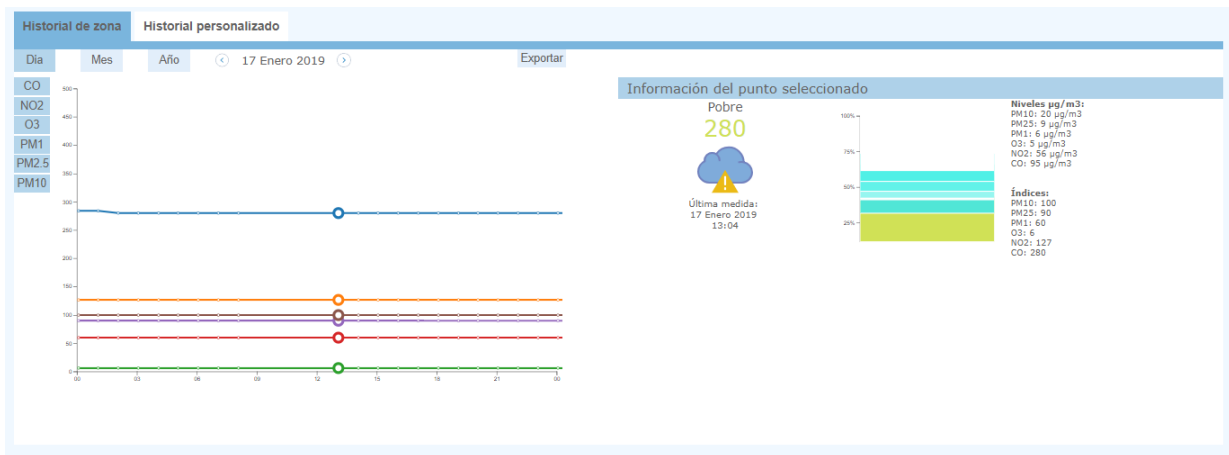 Historial de zona Historial personalizado
Dia Mes Año 17 Enero 2019 Exportar
CO
NO2
O3
PM1
PM2.5
PM10
500
450
400
350
300
250
200
150
100
50
0
00 03 06 09 12 15 18 21 00
Información del punto seleccionado
Pobre
280
Última medida:
17 Enero 2019
13:04
100%
75%
50%
25%
Niveles µg/m3:
PM10: 20 µg/m3
PM25: 9 µg/m3
PM1: 6 µg/m3
O3: 5 µg/m3
NO2: 56 µg/m3
CO: 95 µg/m3
Índices:
PM10: 100
PM25: 90
PM1: 60
O3: 6
NO2: 127
CO: 280